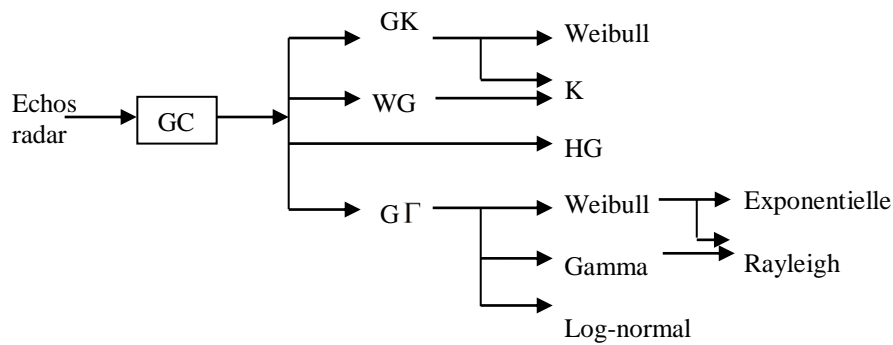 GK
Weibull
K
Echos
radar
GC
WG
HG
GΓ
Weibull
Exponentielle
Gamma
Rayleigh
Log-normal